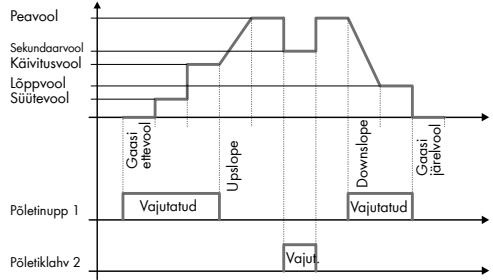 Peavool
Sekundaarvool
Käivitusvool
Lõppvool
Süütevool
Gaasi
ettevool
Upslope
Downslope
Gaasi
järelvool
Põletinupp 1
Vajutatud
Vajutatud
Põletiklahv 2
Vajut.